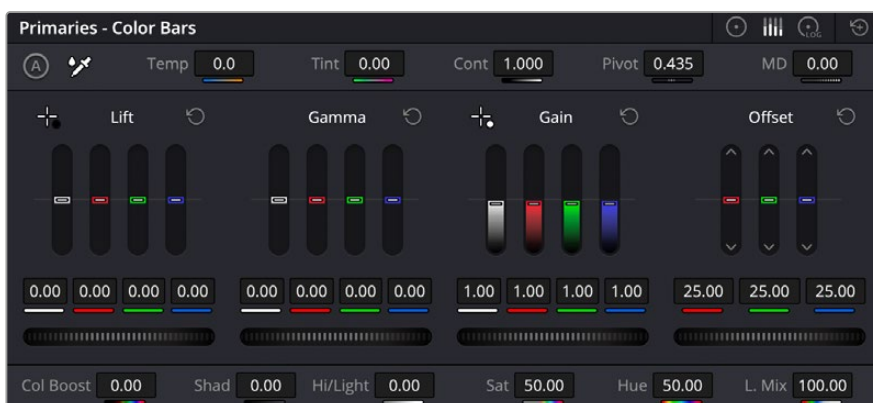 Primaries - Color Bars
LOG
A Temp 0.0 Tint 0.00 Cont 1.000 Pivot 0.435 MD 0.00
Lift Gamma Gain Offset
0.00 0.00 0.00 0.00 0.00 0.00 0.00 0.00 1.00 1.00 1.00 1.00 25.00 25.00 25.00
Col Boost 0.00 Shad 0.00 Hi/Light 0.00 Sat 50.00 Hue 50.00 L. Mix 100.00